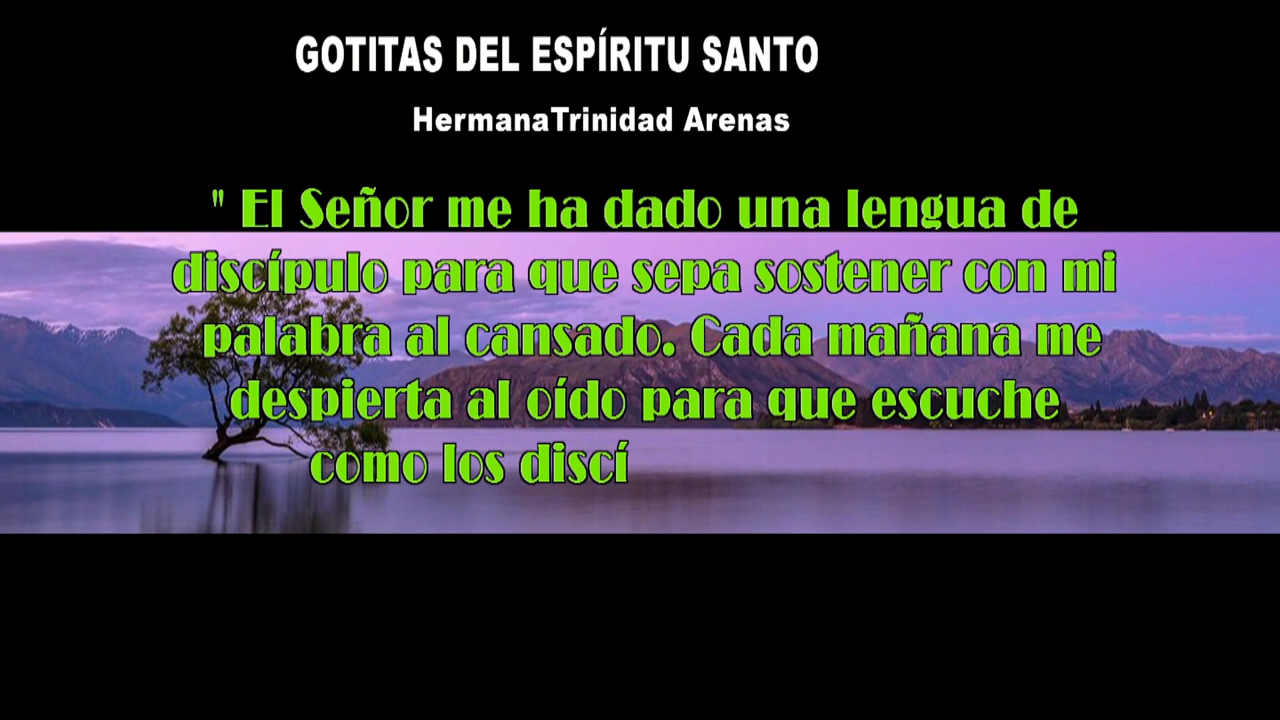 GOTITAS DEL ESPÍRITU SANTO
HermanaTrinidad Arenas
" El Señor me ha dado una lengua de
discípulo para que sepa sostener con mi
palabra al cansado. Cada mañana me
despierta al oído para que escuche
como los discí